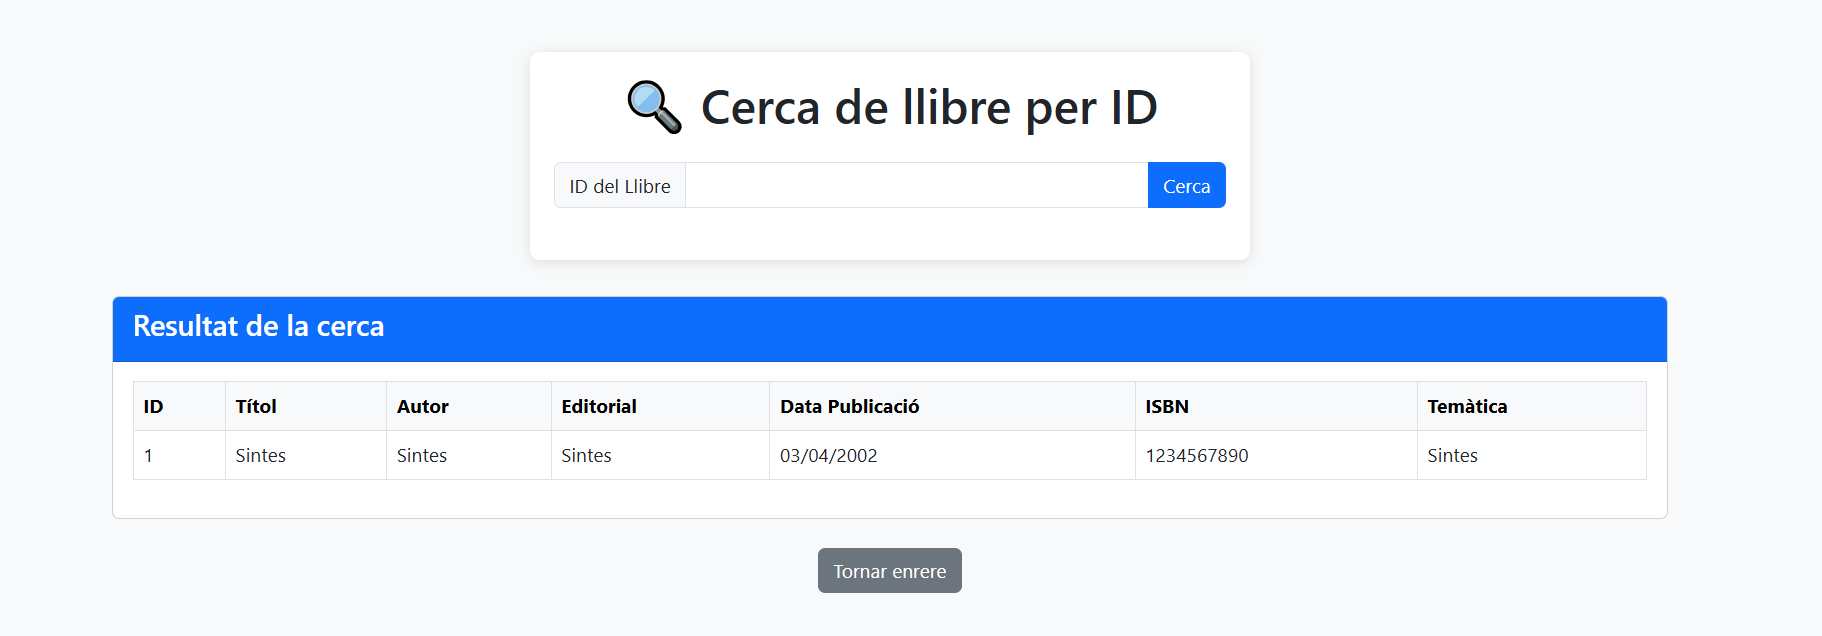 🔍 Cerca de llibre per ID
ID del Llibre Cerca
Resultat de la cerca
ID Títol Autor Editorial Data Publicació ISBN Temàtica
1 Sintes Sintes Sintes 03/04/2002 1234567890 Sintes
Tornar enrere